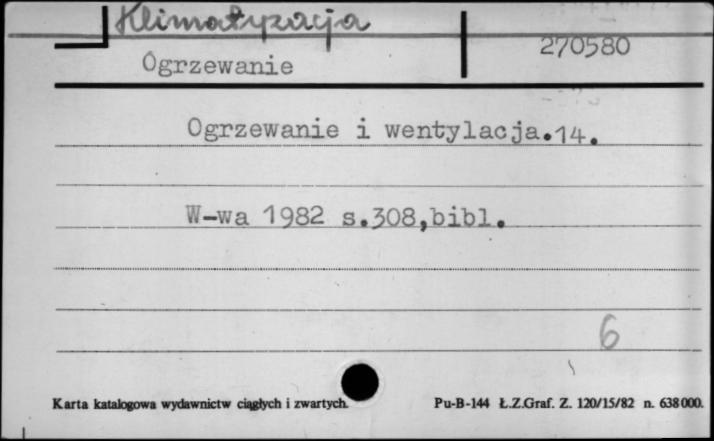 Klimatyzacja
270580
Ogrzewanie
Ogrzewanie i wentylacja.14.
W-wa 1982 s.308,bibl.
6
Karta katalogowa wydawnictw ciągłych i zwartych. Pu-B-144 Ł.Z.Graf. Z. 120/15/82 n. 638000.